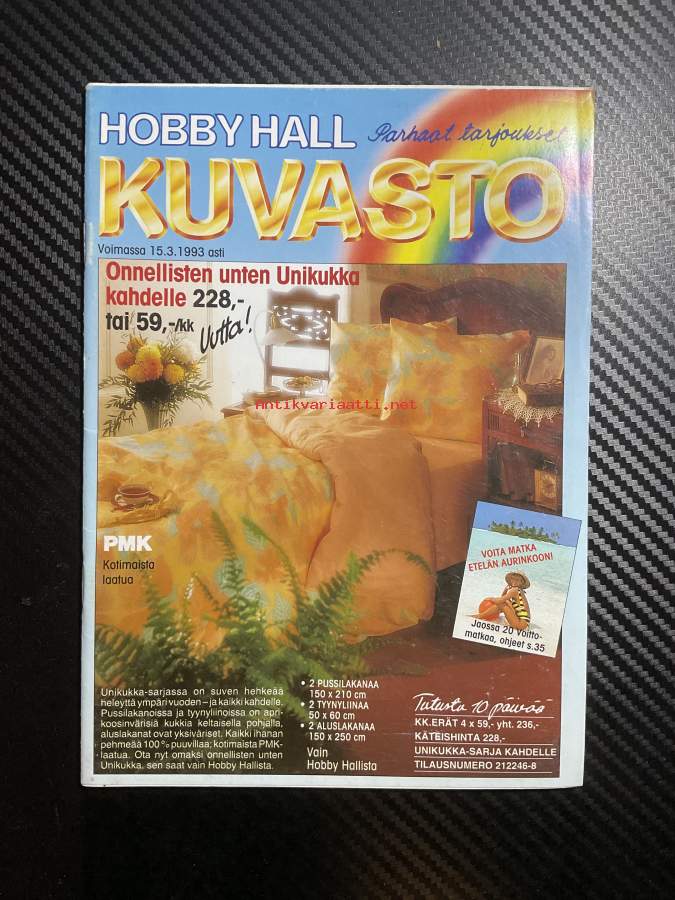 HOBBY HALL Parhaat tarjoukset
KUVASTO
Voimassa 15.3.1993 asti
Onnellisten unten Unikukka
kahdelle 228,-
tai 59,-/kk Uutta!
Antikvariaatti.net
PMK
Kotimaista
laatua
VOITA MATKA
ETELÄN AURINKOON!
Jaossa 20 voitto-
matkaa, ohjeet s.35
Unikukka-sarjassa on suven hehkeää
heleyttä ympäri vuoden – ja kaikki kahdelle.
Pussilakanoissa ja tyynyliinoissa on apri-
koosinvärisiä kukkia keltaisella pohjalla,
aluslakanat ovat yksiväriset. Kaikki ihanan
pehmeää 100 % puuvillaa; kotimaista PMK-
laatua. Ota nyt omaksi onnellisten unten
Unikukka, sen saat vain Hobby Hallista.
• 2 PUSSILAKANAA
150 x 210 cm
• 2 TYYNYLIINAA
50 x 60 cm
• 2 ALUSLAKANAA
150 x 250 cm
Vain
Hobby Hallista
Tutustu 10 päivää
KK.ERÄT 4 x 59,- yht. 236,-
KÄTEISHINTA 228,-
UNIKUKKA-SARJA KAHDELLE
TILAUSNUMERO 212246-8